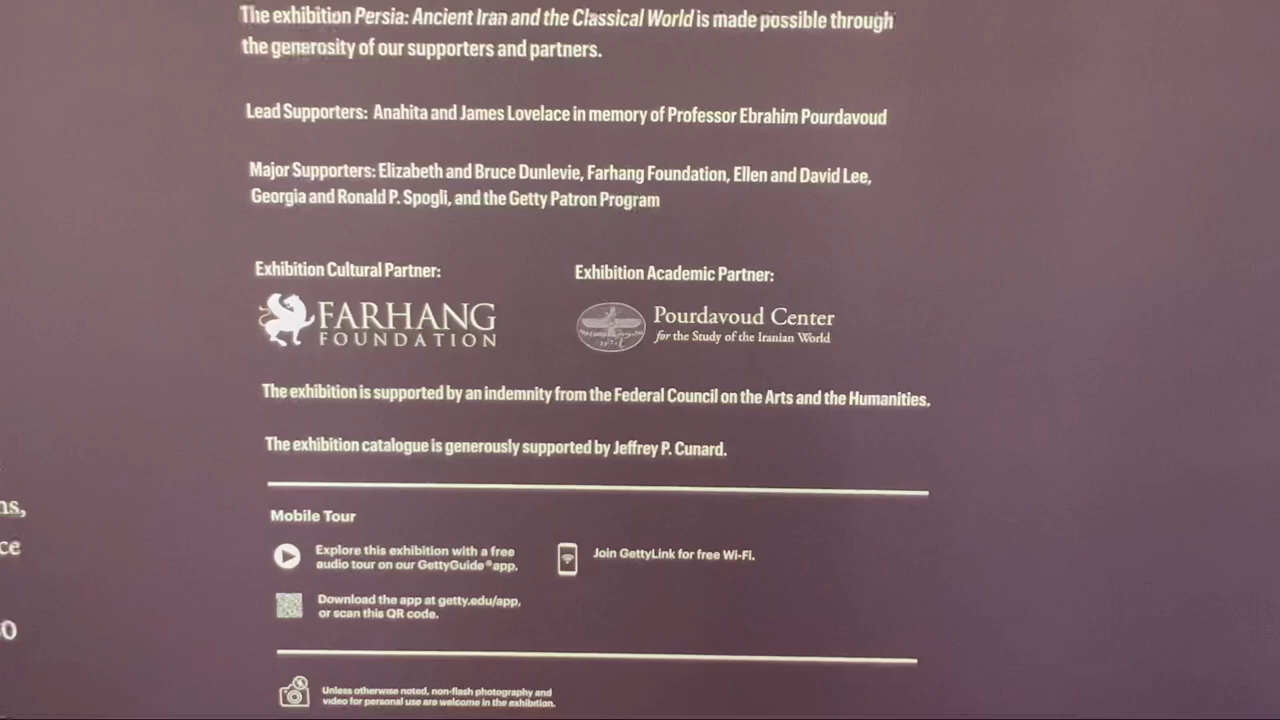 The exhibition Persia: Ancient Iran and the Classical World is made possible through
the generosity of our supporters and partners.
Lead Supporters: Anahita and James Lovelace in memory of Professor Ebrahim Pourdavoud
Major Supporters: Elizabeth and Bruce Dunlevie, Farhang Foundation, Ellen and David Lee,
Georgia and Ronald P. Spogli, and the Getty Patron Program
Exhibition Cultural Partner:
FARHANG
FOUNDATION
Exhibition Academic Partner:
Pourdavoud Center
for the Study of the Iranian World
The exhibition is supported by an indemnity from the Federal Council on the Arts and the Humanities.
The exhibition catalogue is generously supported by Jeffrey P. Cunard.
Mobile Tour
Explore this exhibition with a free
audio tour on our GettyGuide® app.
Join GettyLink for free Wi-Fi.
Download the app at getty.edu/app,
or scan this QR code.
Unless otherwise noted, non-flash photography and
video for personal use are welcome in the exhibition.